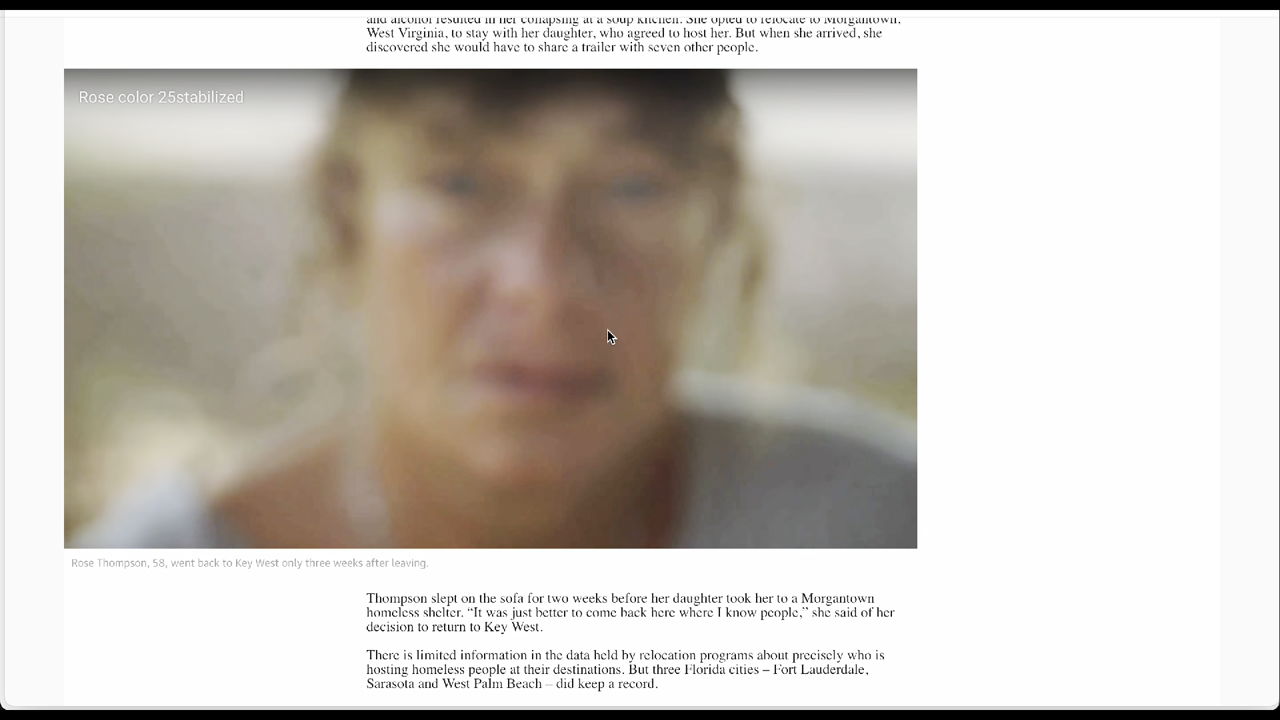 and alcohol resulted in her collapsing at a soup kitchen. She opted to relocate to Morgantown,
West Virginia, to stay with her daughter, who agreed to host her. But when she arrived, she
discovered she would have to share a trailer with seven other people.
Rose color 25stabilized
Rose Thompson, 58, went back to Key West only three weeks after leaving.
Thompson slept on the sofa for two weeks before her daughter took her to a Morgantown
homeless shelter. “It was just better to come back here where I know people,” she said of her
decision to return to Key West.
There is limited information in the data held by relocation programs about precisely who is
hosting homeless people at their destinations. But three Florida cities – Fort Lauderdale,
Sarasota and West Palm Beach – did keep a record.